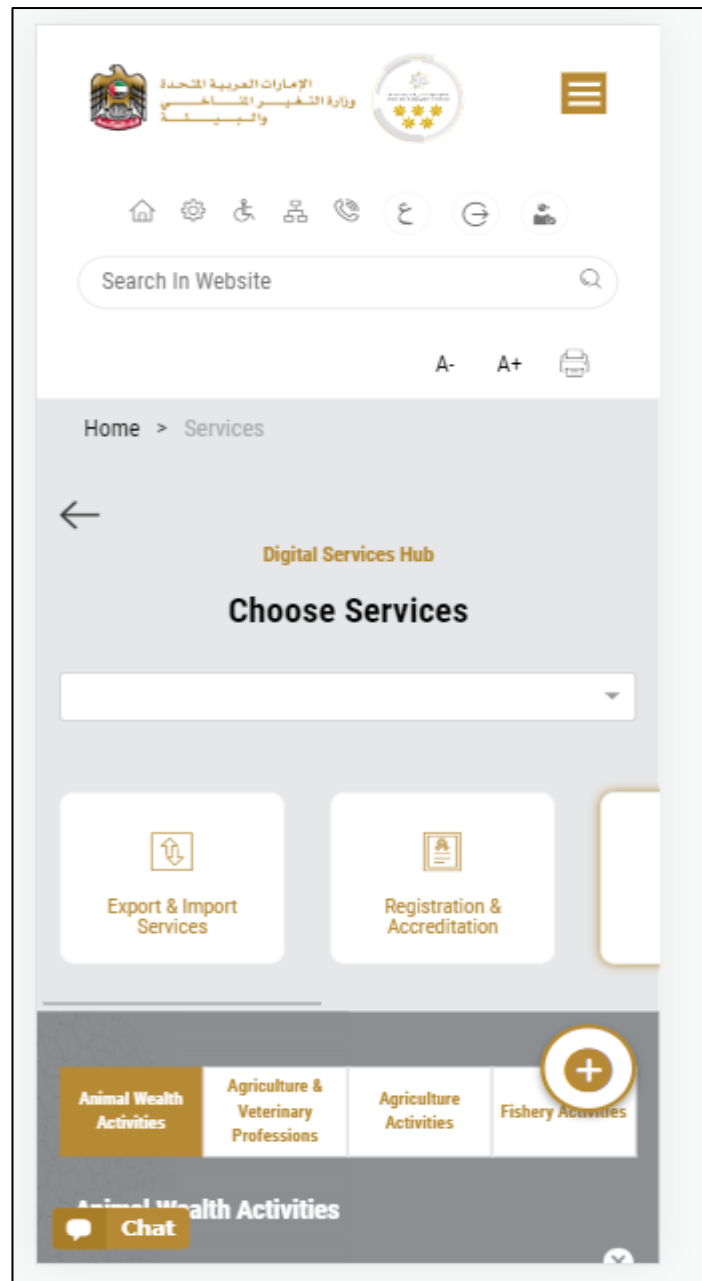 الإمارات العربية المتحدة
وزارة التغير المناخي
والبيئة
ع
Search In Website
A- A+
Home > Services
Digital Services Hub
Choose Services
Export & Import
Services
Registration &
Accreditation
Animal Wealth
Activities
Agriculture &
Veterinary
Professions
Agriculture
Activities
Fishery Activities
Animal Wealth Activities
Chat